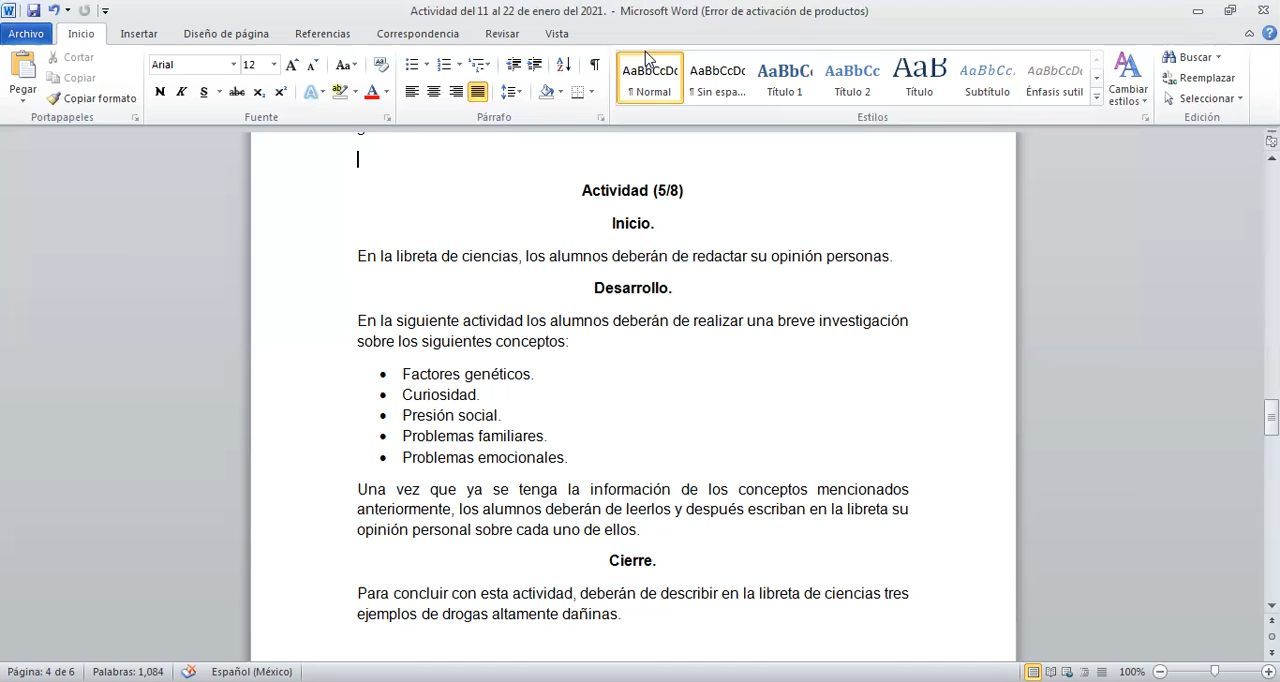 Actividad del 11 al 22 de enero del 2021. - Microsoft Word (Error de activación de productos)
Archivo Inicio Insertar Diseño de página Referencias Correspondencia Revisar Vista
Pegar
Cortar
Copiar
Copiar formato
Portapapeles
Arial 12
N K S abc x₂ x² A ab A
Aa
Fuente
Párrafo
AaBbCcDc AaBbCcDc AaBbC AaBbCc AaB AaBbCc. AaBbCcDc
¶ Normal ¶ Sin espa... Título 1 Título 2 Título Subtítulo Énfasis sutil
Cambiar estilos
Estilos
Buscar
Reemplazar
Seleccionar
Edición
Actividad (5/8)
Inicio.
En la libreta de ciencias, los alumnos deberán de redactar su opinión personas.
Desarrollo.
En la siguiente actividad los alumnos deberán de realizar una breve investigación
sobre los siguientes conceptos:
• Factores genéticos.
• Curiosidad.
• Presión social.
• Problemas familiares.
• Problemas emocionales.
Una vez que ya se tenga la información de los conceptos mencionados
anteriormente, los alumnos deberán de leerlos y después escriban en la libreta su
opinión personal sobre cada uno de ellos.
Cierre.
Para concluir con esta actividad, deberán de describir en la libreta de ciencias tres
ejemplos de drogas altamente dañinas.
Página: 4 de 6 Palabras: 1,084 Español (México) 100%